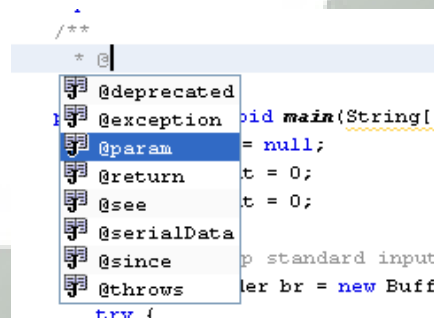 /**
* @
@deprecated
@exception oid main(String[
@param = null;
@return t = 0;
@see t = 0;
@serialData
@since p standard input
@throws er br = new Buff
try {